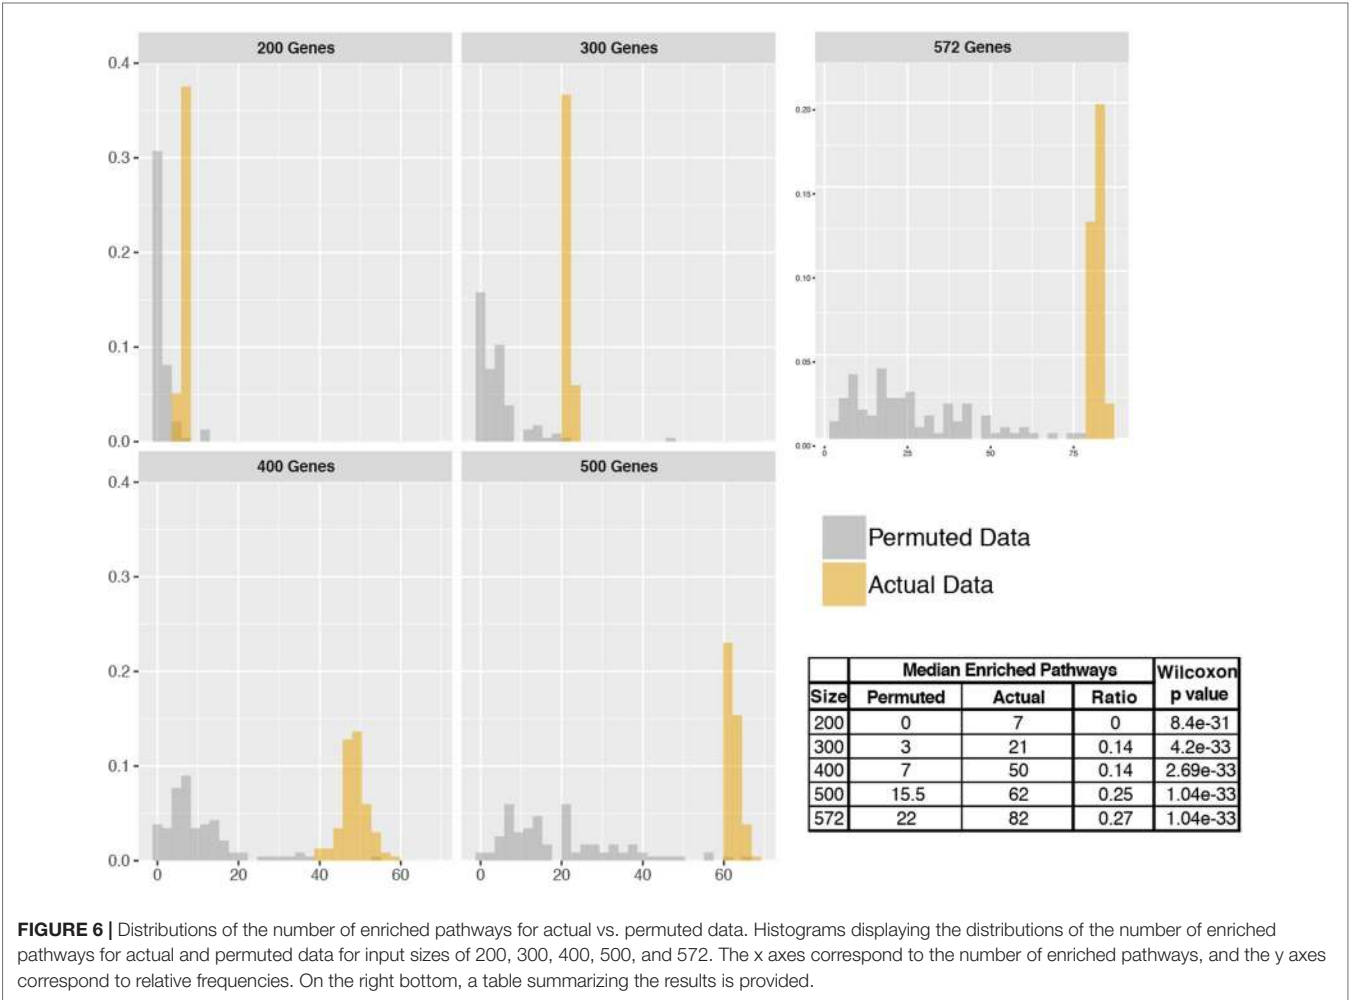 200 Genes
300 Genes
572 Genes
0.4
0.3
0.2
0.1
0.0
0.20
0.15
0.10
0.05
0.00
0
25
50
75
400 Genes
500 Genes
0.4
0.3
0.2
0.1
0.0
0
20
40
60
0
20
40
60
Permuted Data
Actual Data
Median Enriched Pathways Wilcoxon
Size Permuted Actual Ratio p value
200 0 7 0 8.4e-31
300 3 21 0.14 4.2e-33
400 7 50 0.14 2.69e-33
500 15.5 62 0.25 1.04e-33
572 22 82 0.27 1.04e-33
FIGURE 6 | Distributions of the number of enriched pathways for actual vs. permuted data. Histograms displaying the distributions of the number of enriched
pathways for actual and permuted data for input sizes of 200, 300, 400, 500, and 572. The x axes correspond to the number of enriched pathways, and the y axes
correspond to relative frequencies. On the right bottom, a table summarizing the results is provided.